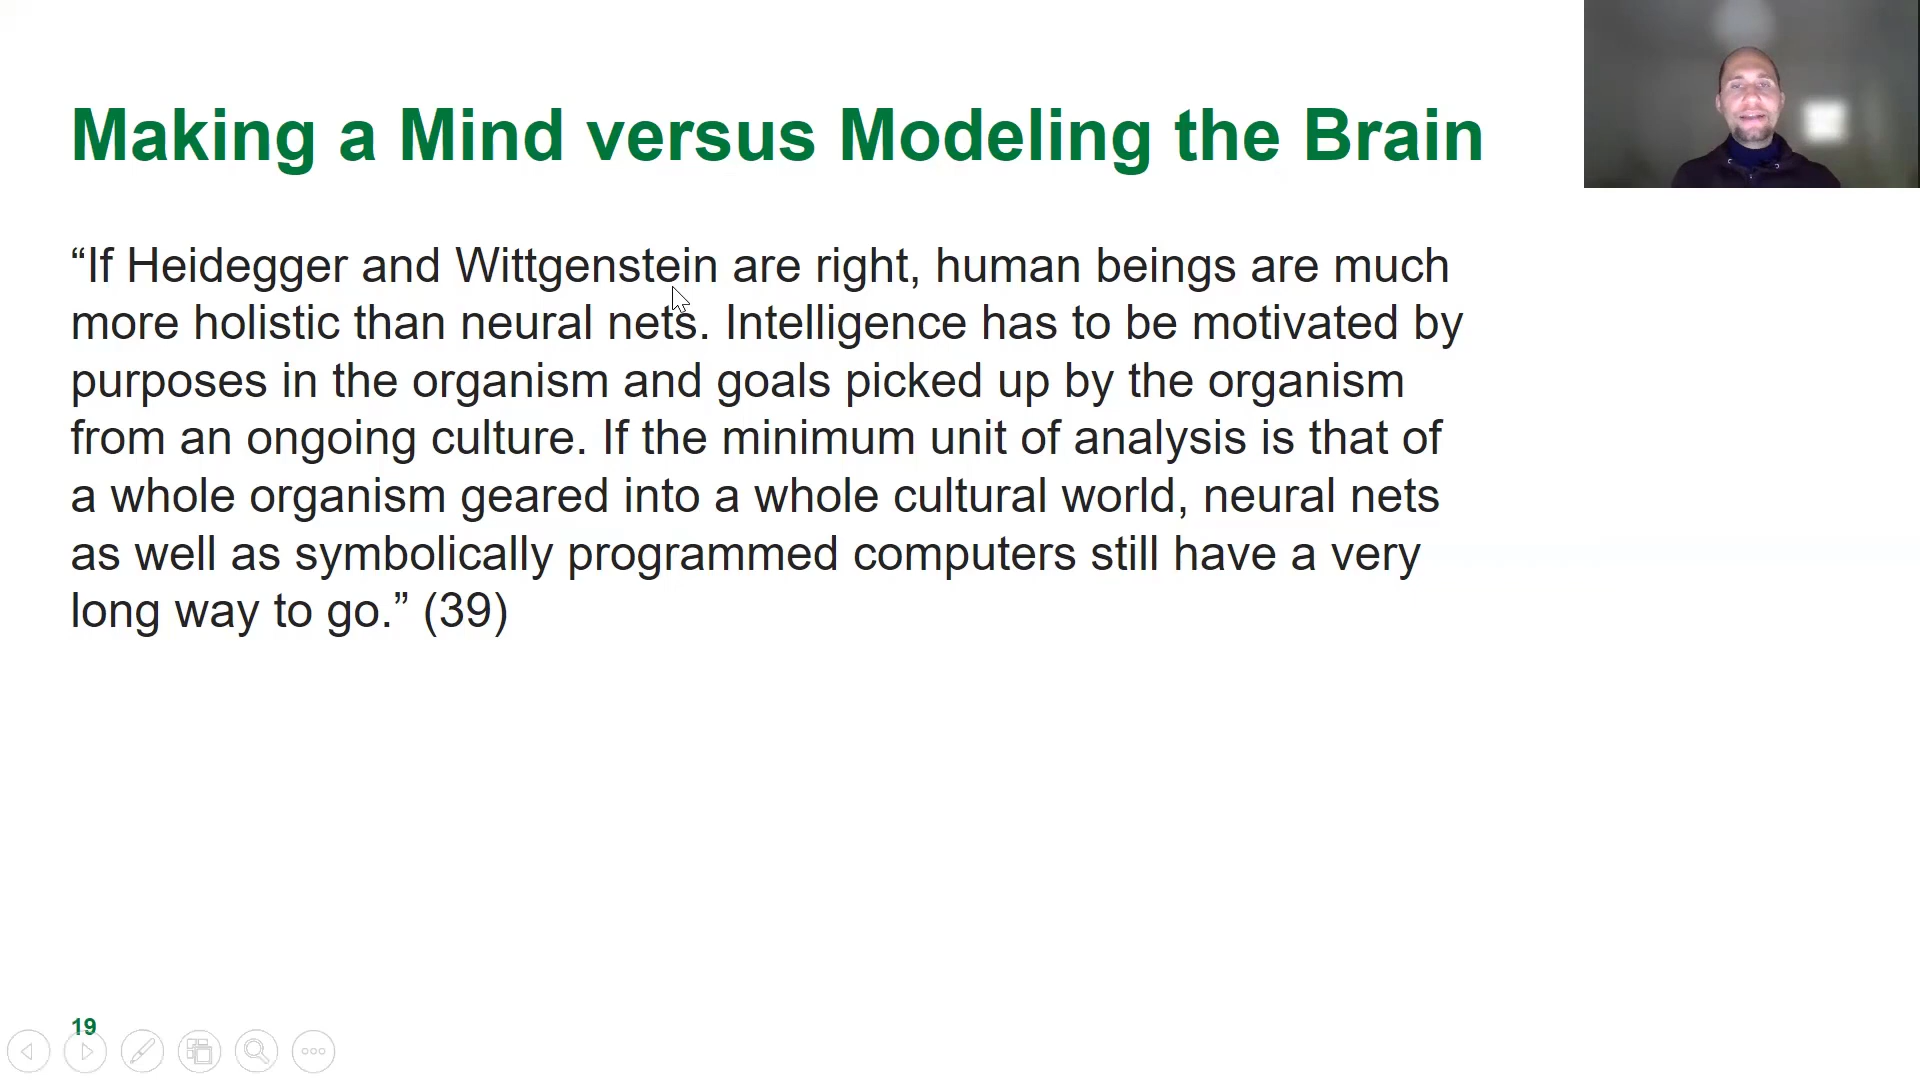 Making a Mind versus Modeling the Brain
“If Heidegger and Wittgenstein are right, human beings are much
more holistic than neural nets. Intelligence has to be motivated by
purposes in the organism and goals picked up by the organism
from an ongoing culture. If the minimum unit of analysis is that of
a whole organism geared into a whole cultural world, neural nets
as well as symbolically programmed computers still have a very
long way to go.” (39)
19